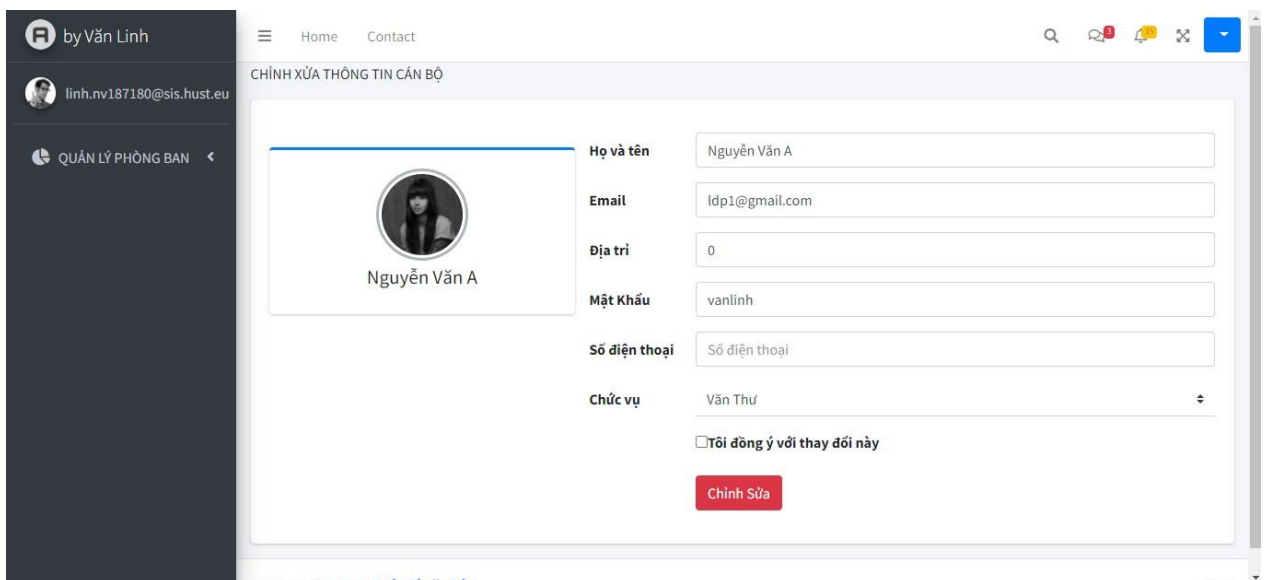 by Văn Linh
Home Contact
3
15
linh.nv187180@sis.hust.eu
QUẢN LÝ PHÒNG BAN
CHỈNH XỬA THÔNG TIN CÁN BỘ
Nguyễn Văn A
Họ và tên Nguyễn Văn A
Email ldp1@gmail.com
Địa trỉ 0
Mật Khẩu vanlinh
Số điện thoại Số điện thoại
Chức vụ Văn Thư
Tôi đồng ý với thay đổi này
Chỉnh Sửa